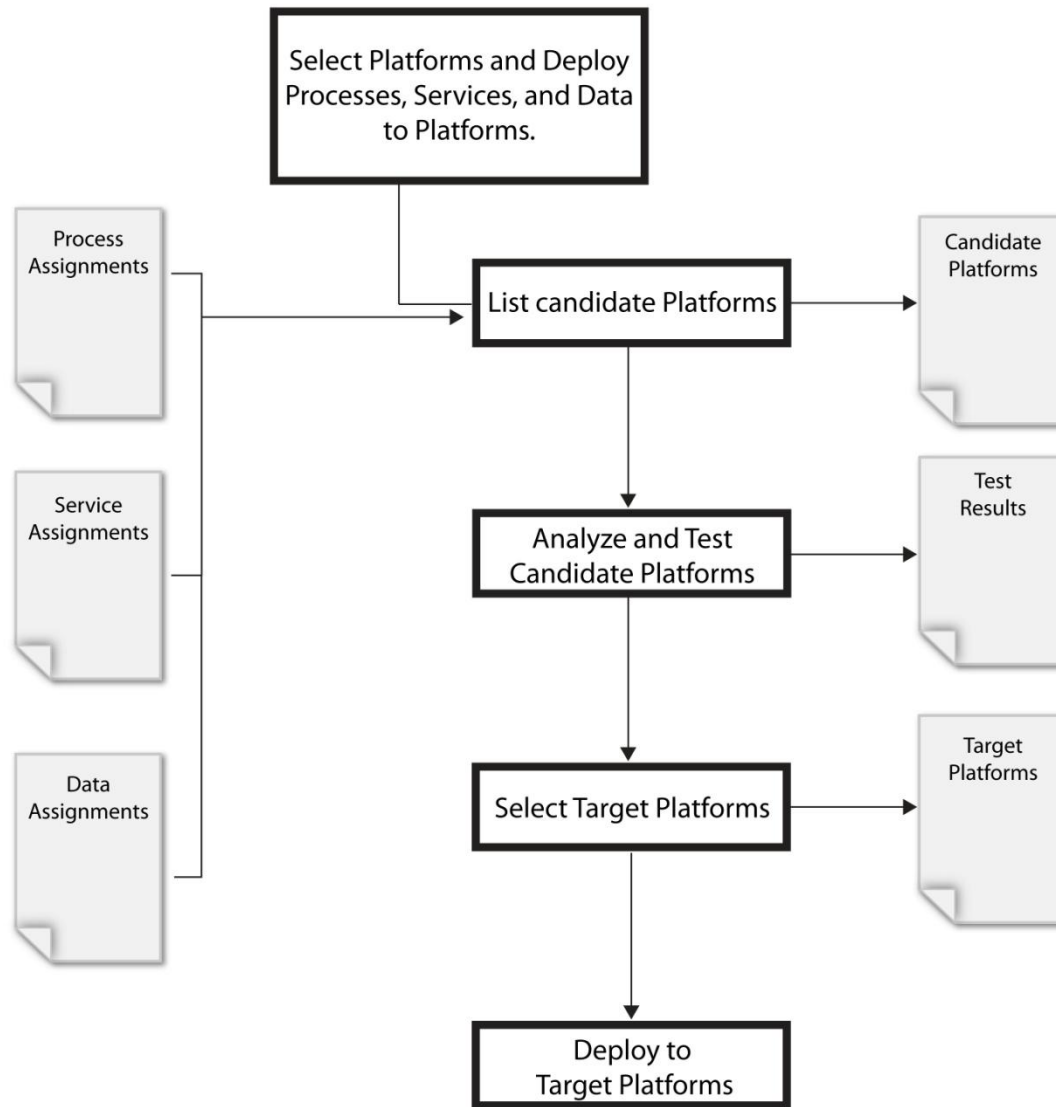 Select Platforms and Deploy
Processes, Services, and Data
to Platforms.
Process
Assignments
List candidate Platforms
Candidate
Platforms
Service
Assignments
Analyze and Test
Candidate Platforms
Test
Results
Data
Assignments
Select Target Platforms
Target
Platforms
Deploy to
Target Platforms